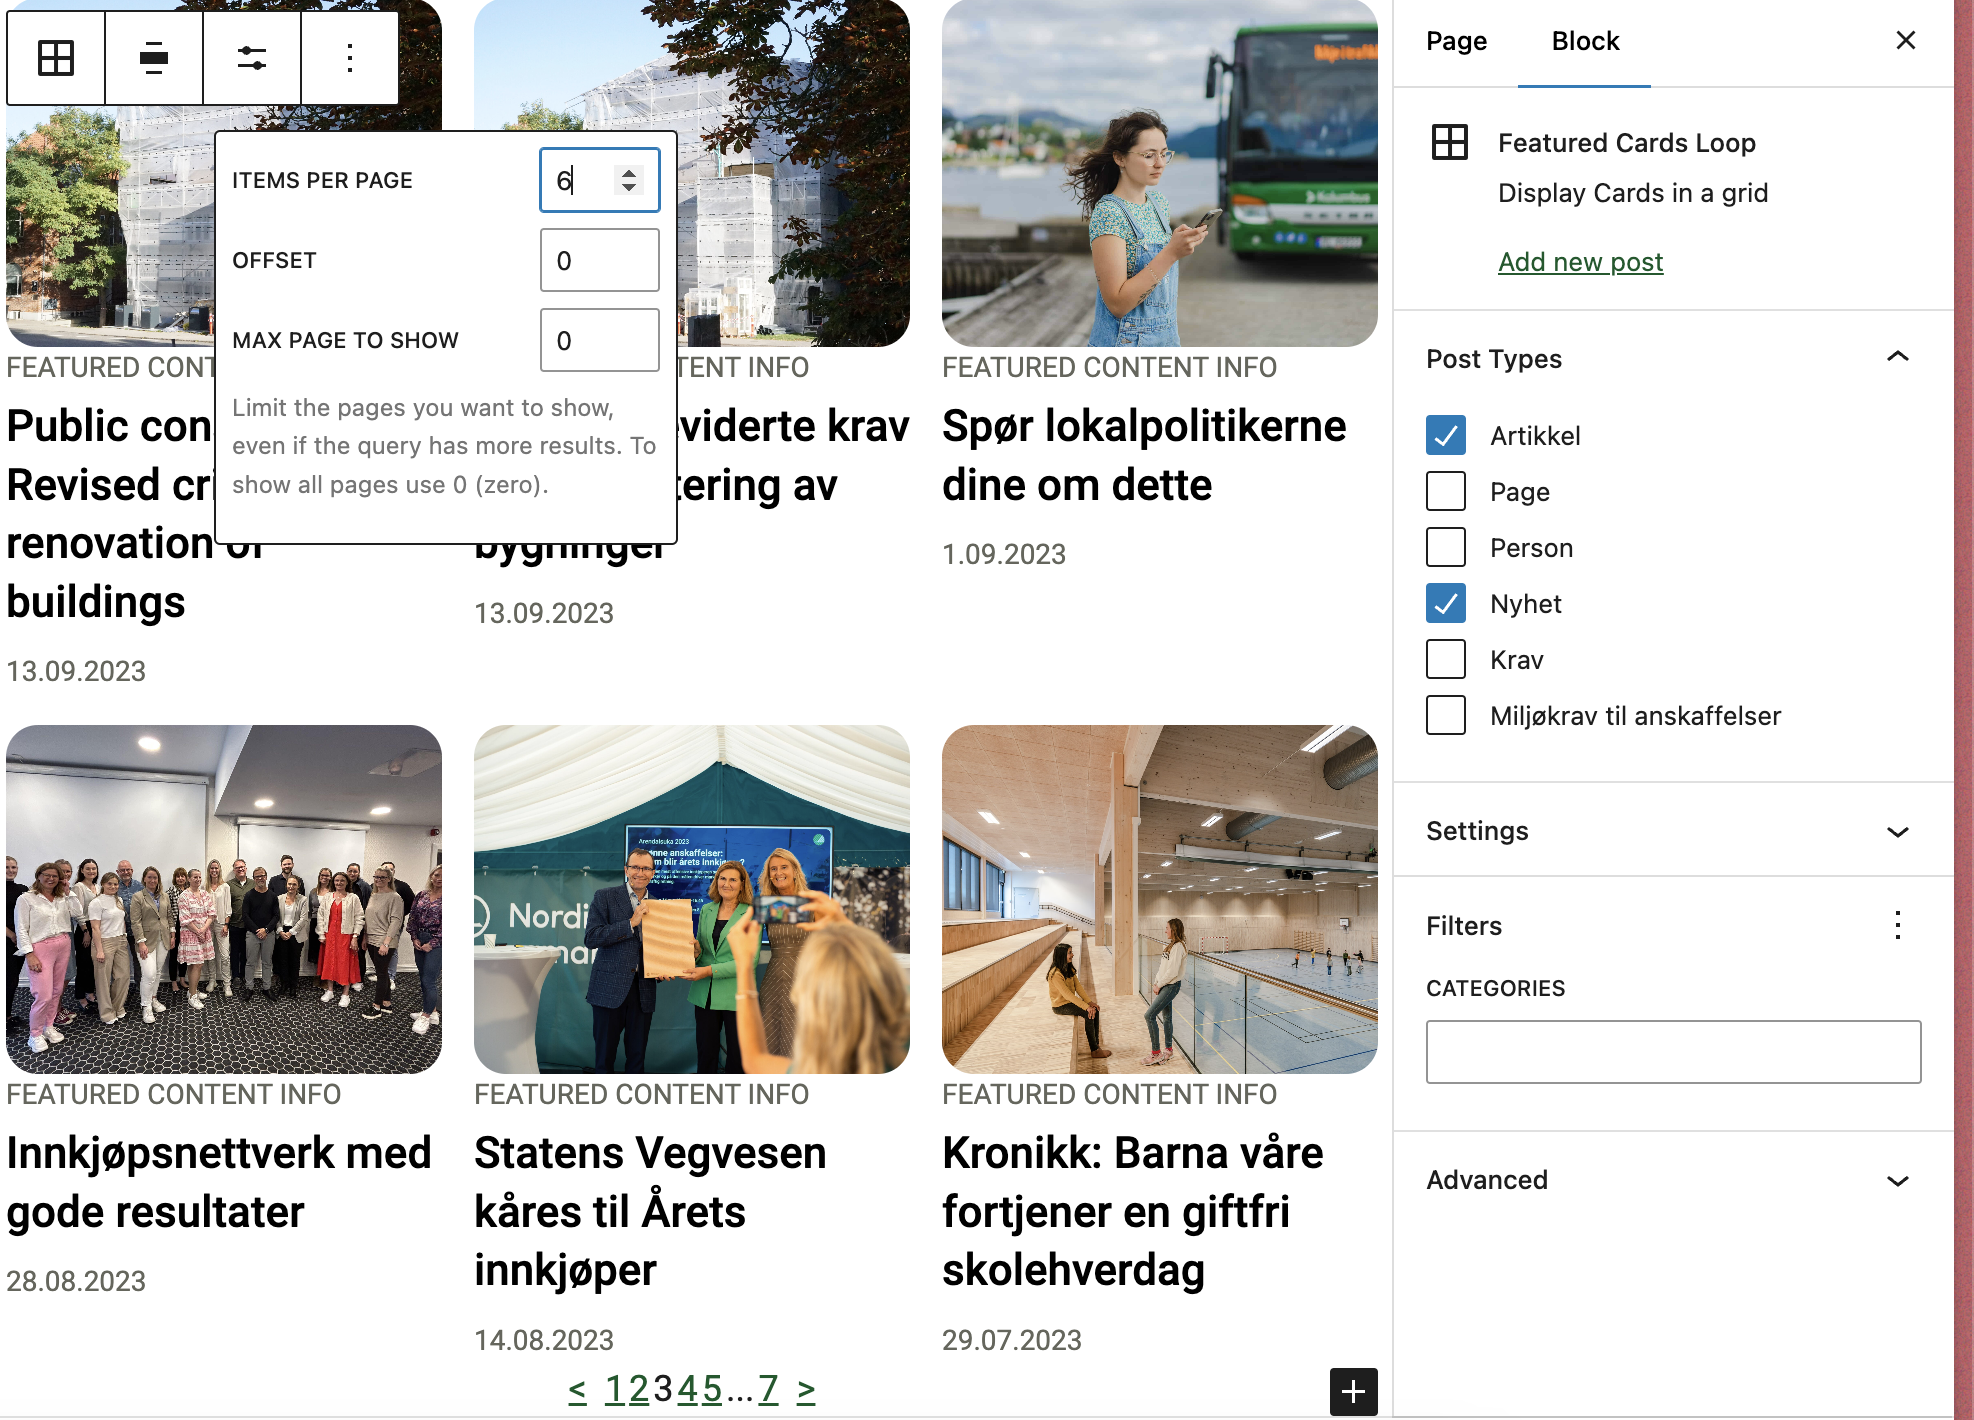 ITEMS PER PAGE
6
OFFSET
0
MAX PAGE TO SHOW
0
Limit the pages you want to show,
even if the query has more results. To
show all pages use 0 (zero).
FEATURED CONT
Public con
Revised cri
renovation of
buildings
13.09.2023
TENT INFO
viderte krav
tering av
bygninger
13.09.2023
Kolumbus
FEATURED CONTENT INFO
Spør lokalpolitikerne
dine om dette
1.09.2023
FEATURED CONTENT INFO
Innkjøpsnettverk med
gode resultater
28.08.2023
Arendalsuka 2023
Nordi
FEATURED CONTENT INFO
Statens Vegvesen
kåres til Årets
innkjøper
14.08.2023
FEATURED CONTENT INFO
Kronikk: Barna våre
fortjener en giftfri
skolehverdag
29.07.2023
< 12345...7 >
Page Block
Featured Cards Loop
Display Cards in a grid
Add new post
Post Types
Artikkel
Page
Person
Nyhet
Krav
Miljøkrav til anskaffelser
Settings
Filters
CATEGORIES
Advanced